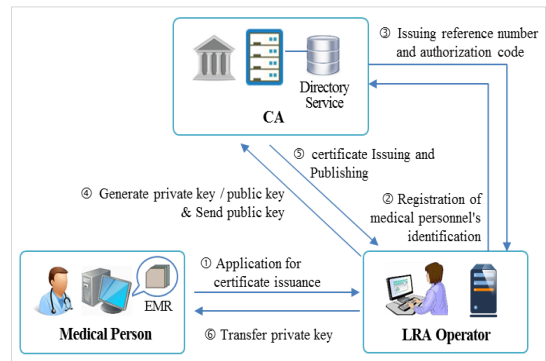 ③ Issuing reference number
and authorization code
Directory
Service
CA
⑤ certificate Issuing and
Publishing
④ Generate private key / public key
& Send public key
② Registration of
medical personnel's
identification
① Application for
certificate issuance
EMR
Medical Person
⑥ Transfer private key
LRA Operator